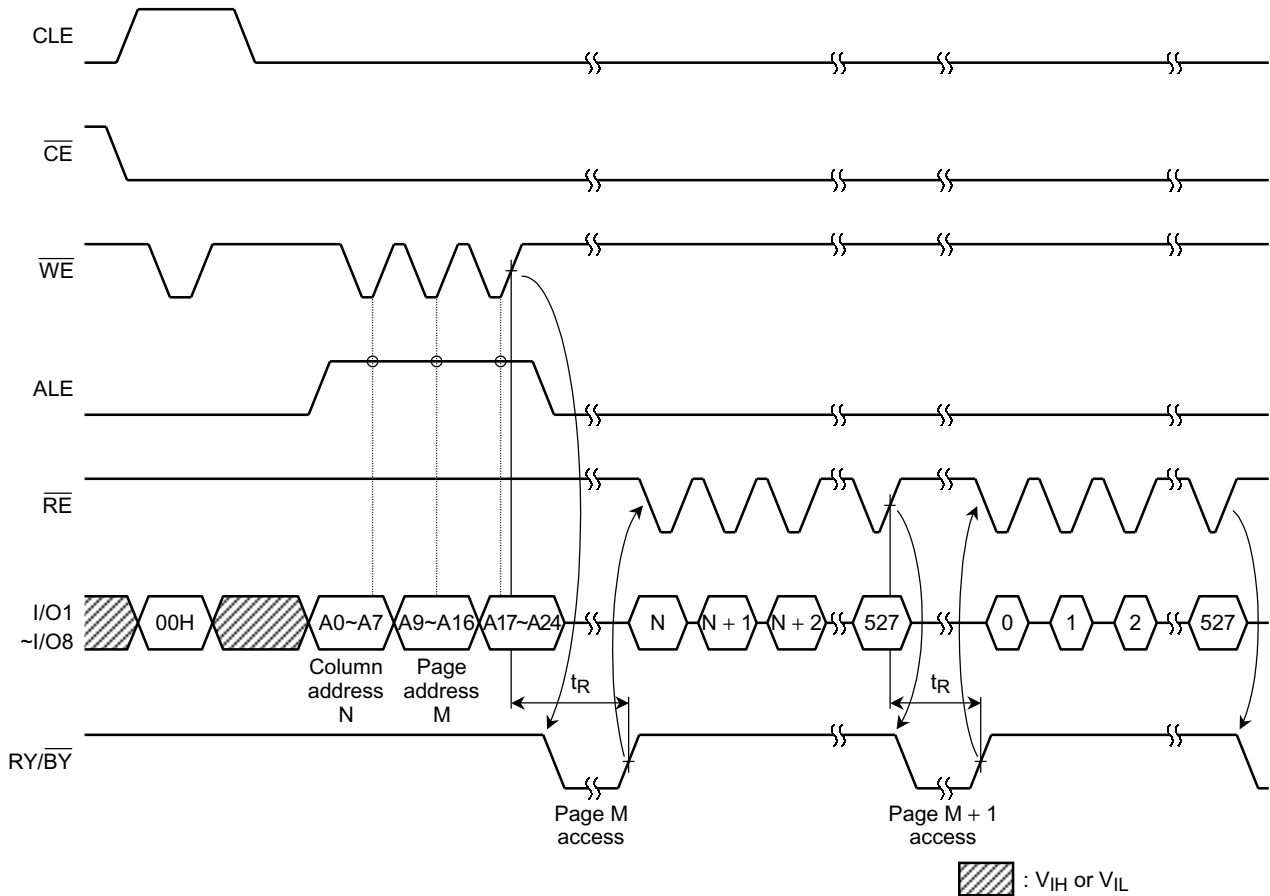 CLE
CE
WE
ALE
RE
I/O1
~I/O8
00H
A0~A7
A9~A16
A17~A24
N
N + 1
N + 2
527
0
1
2
527
Column
address
N
Page
address
M
tR
tR
RY/BY
Page M
access
Page M + 1
access
: VIH or VIL